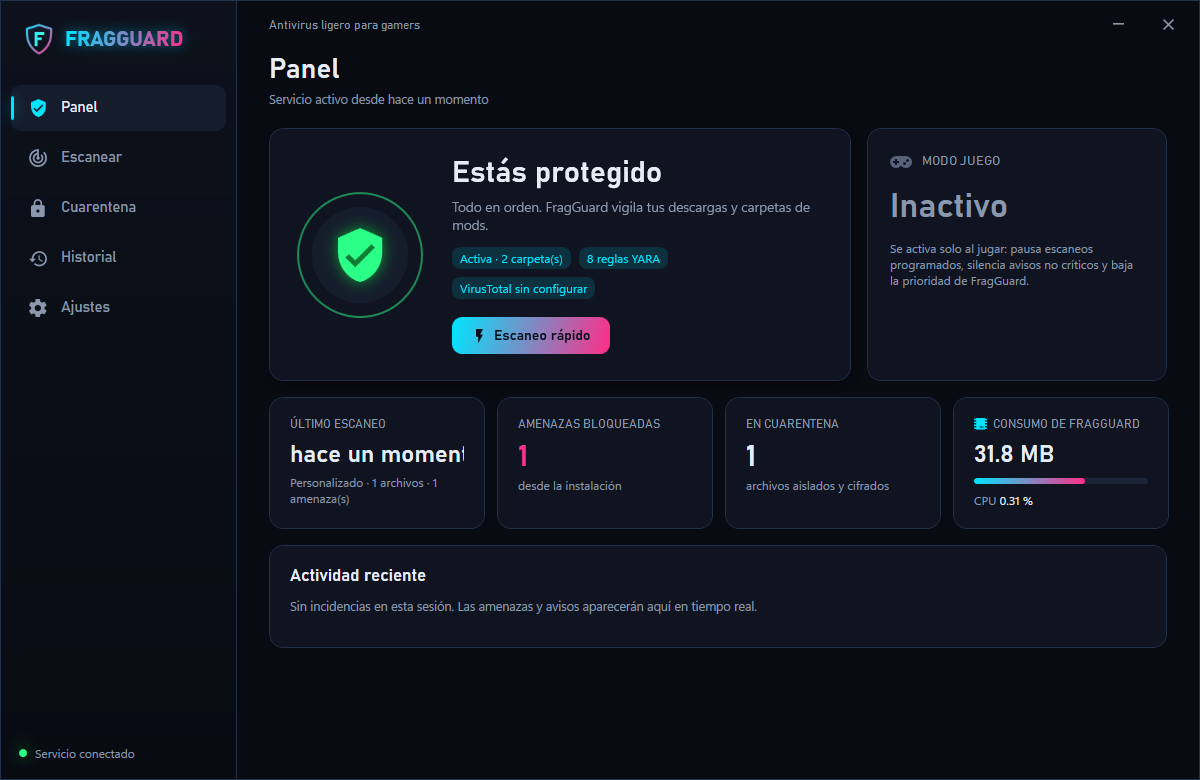 FRAGGUARD
Panel
Escanear
Cuarentena
Historial
Ajustes
Servicio conectado
Antivirus ligero para gamers
Panel
Servicio activo desde hace un momento
Estás protegido
Todo en orden. FragGuard vigila tus descargas y carpetas de
mods.
Activa · 2 carpeta(s)
8 reglas YARA
VirusTotal sin configurar
Escaneo rápido
MODO JUEGO
Inactivo
Se activa solo al jugar: pausa escaneos
programados, silencia avisos no críticos y baja
la prioridad de FragGuard.
ÚLTIMO ESCANEO
hace un moment
Personalizado · 1 archivos · 1
amenaza(s)
AMENAZAS BLOQUEADAS
1
desde la instalación
EN CUARENTENA
1
archivos aislados y cifrados
CONSUMO DE FRAGGUARD
31.8 MB
CPU 0.31 %
Actividad reciente
Sin incidencias en esta sesión. Las amenazas y avisos aparecerán aquí en tiempo real.